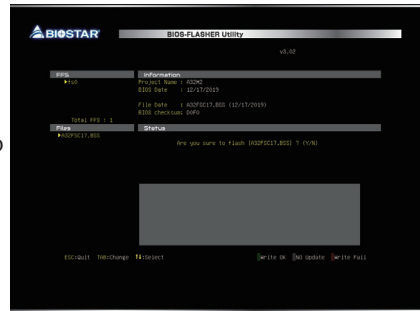 BIOSTAR
BIOS-FLASHER Utility
v3.02
FFS
▶fs0
Total FFS : 1
Information
Project Name : A32M2
BIOS Date : 12/17/2019
File Date : A32FSC17.BSS (12/17/2019)
BIOS checksum: D0F0
Files
▶A32FSC17.BSS
Status
Are you sure to flash [A32FSC17.BSS] ? (Y/N)
ESC:Quit TAB:Change ↑↓:Select
Write OK NO Update Write Fail